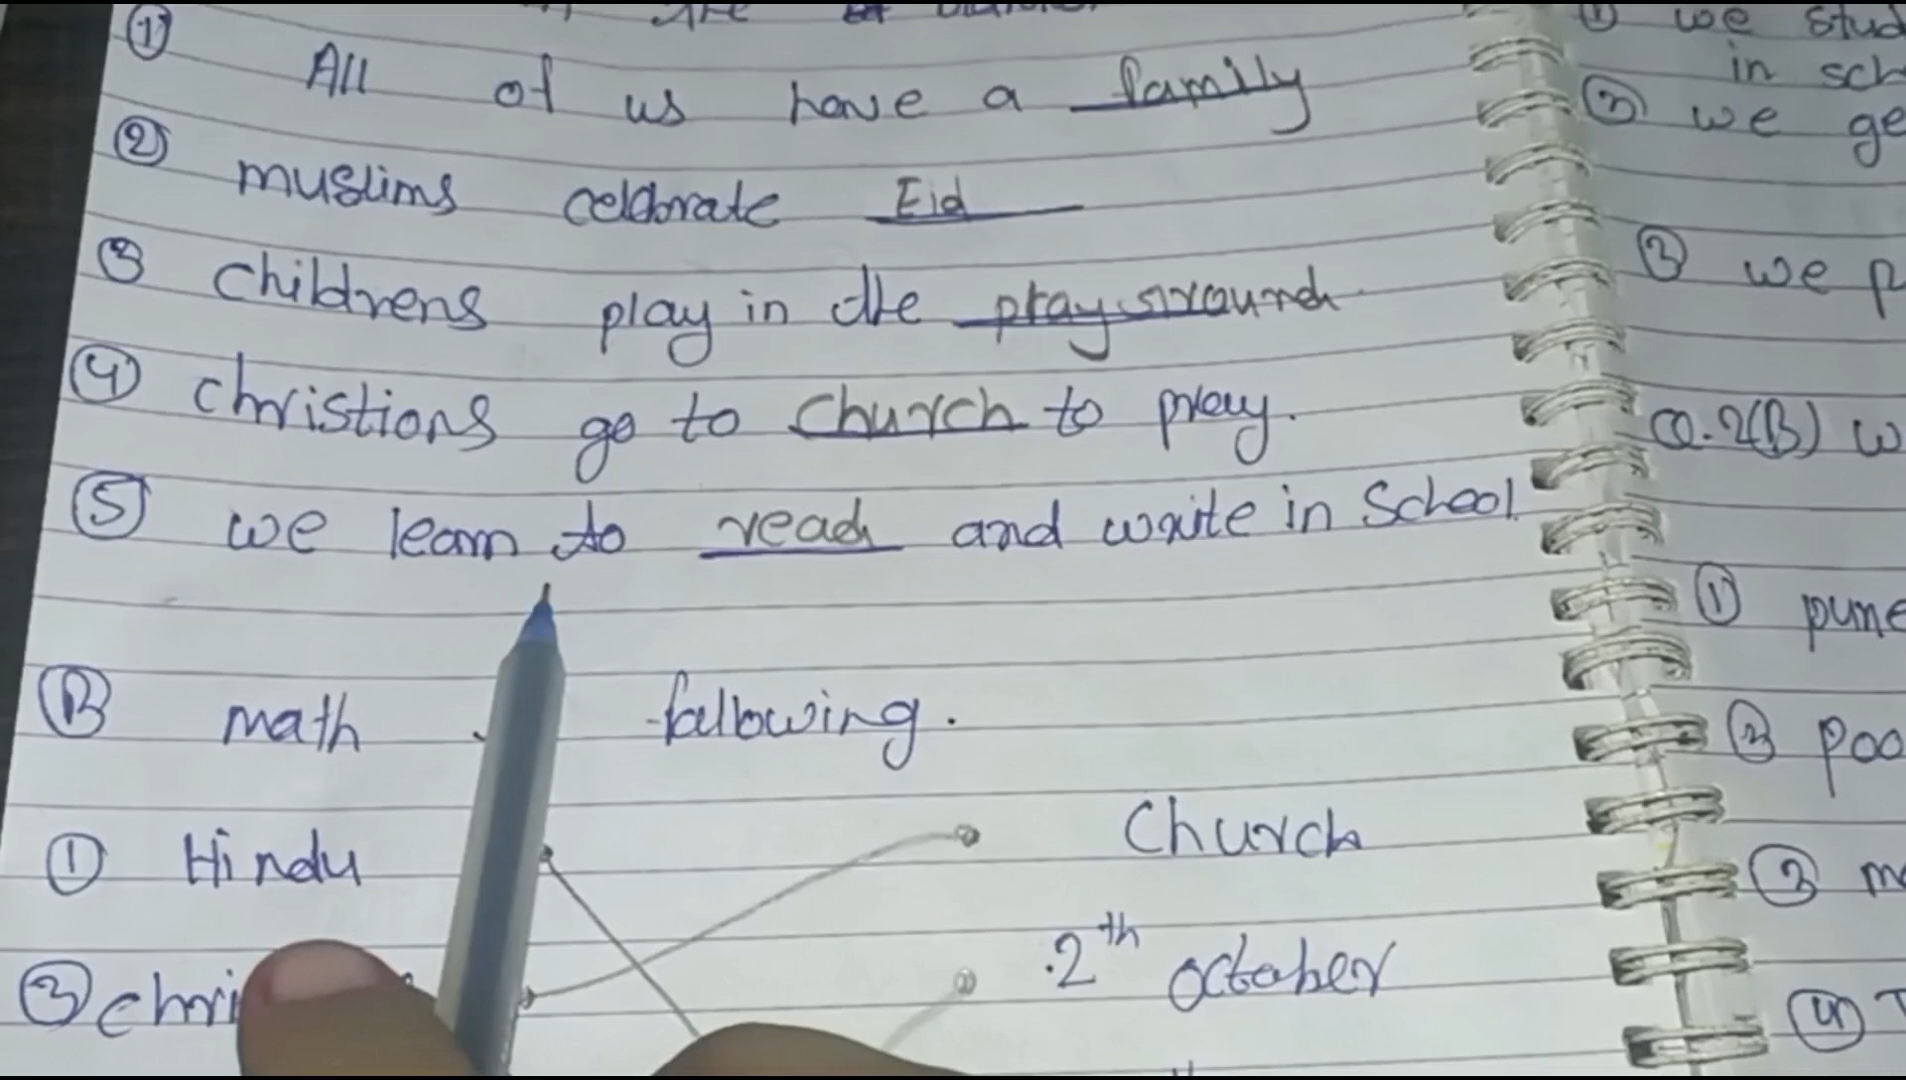 ① All of us have a family
② muslims celebrate Eid
③ childrens play in the playground
④ christions go to church to pray.
⑤ we learn to read and write in School
Ⓑ math following.
① Hindu Church
② chri 2th october
① we stud
in sch
② we ge
③ we p
Q.2(B) w
① pune
② poo
③ ma
④ T